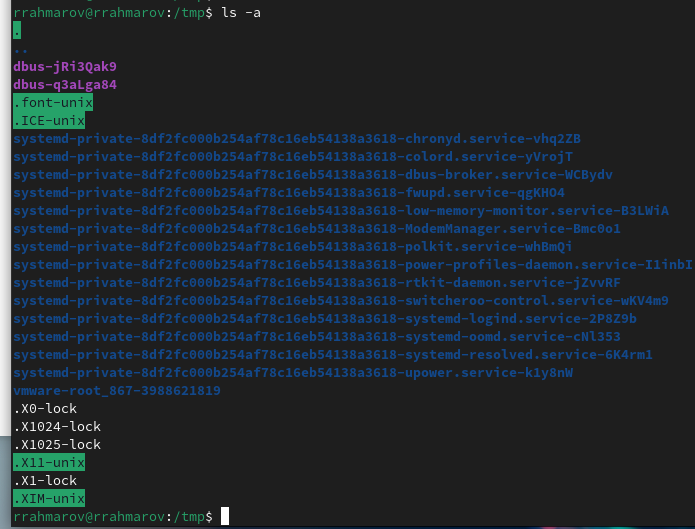 rrahmarov@rrahmarov:/tmp$ ls -a
.
..
dbus-jRi3Qak9
dbus-q3aLga84
.font-unix
.ICE-unix
systemd-private-8df2fc000b254af78c16eb54138a3618-chronyd.service-vhq2ZB
systemd-private-8df2fc000b254af78c16eb54138a3618-colord.service-yVrojT
systemd-private-8df2fc000b254af78c16eb54138a3618-dbus-broker.service-WCBydv
systemd-private-8df2fc000b254af78c16eb54138a3618-fwupd.service-qgKHO4
systemd-private-8df2fc000b254af78c16eb54138a3618-low-memory-monitor.service-B3LWiA
systemd-private-8df2fc000b254af78c16eb54138a3618-ModemManager.service-Bmc0o1
systemd-private-8df2fc000b254af78c16eb54138a3618-polkit.service-whBmQi
systemd-private-8df2fc000b254af78c16eb54138a3618-power-profiles-daemon.service-I1inbI
systemd-private-8df2fc000b254af78c16eb54138a3618-rtkit-daemon.service-jZvvRF
systemd-private-8df2fc000b254af78c16eb54138a3618-switcheroo-control.service-wKV4m9
systemd-private-8df2fc000b254af78c16eb54138a3618-systemd-logind.service-2P8Z9b
systemd-private-8df2fc000b254af78c16eb54138a3618-systemd-oomd.service-cNl353
systemd-private-8df2fc000b254af78c16eb54138a3618-systemd-resolved.service-6K4rm1
systemd-private-8df2fc000b254af78c16eb54138a3618-upower.service-k1y8nW
vmware-root_867-3988621819
.X0-lock
.X1024-lock
.X1025-lock
.X11-unix
.X1-lock
.XIM-unix
rrahmarov@rrahmarov:/tmp$